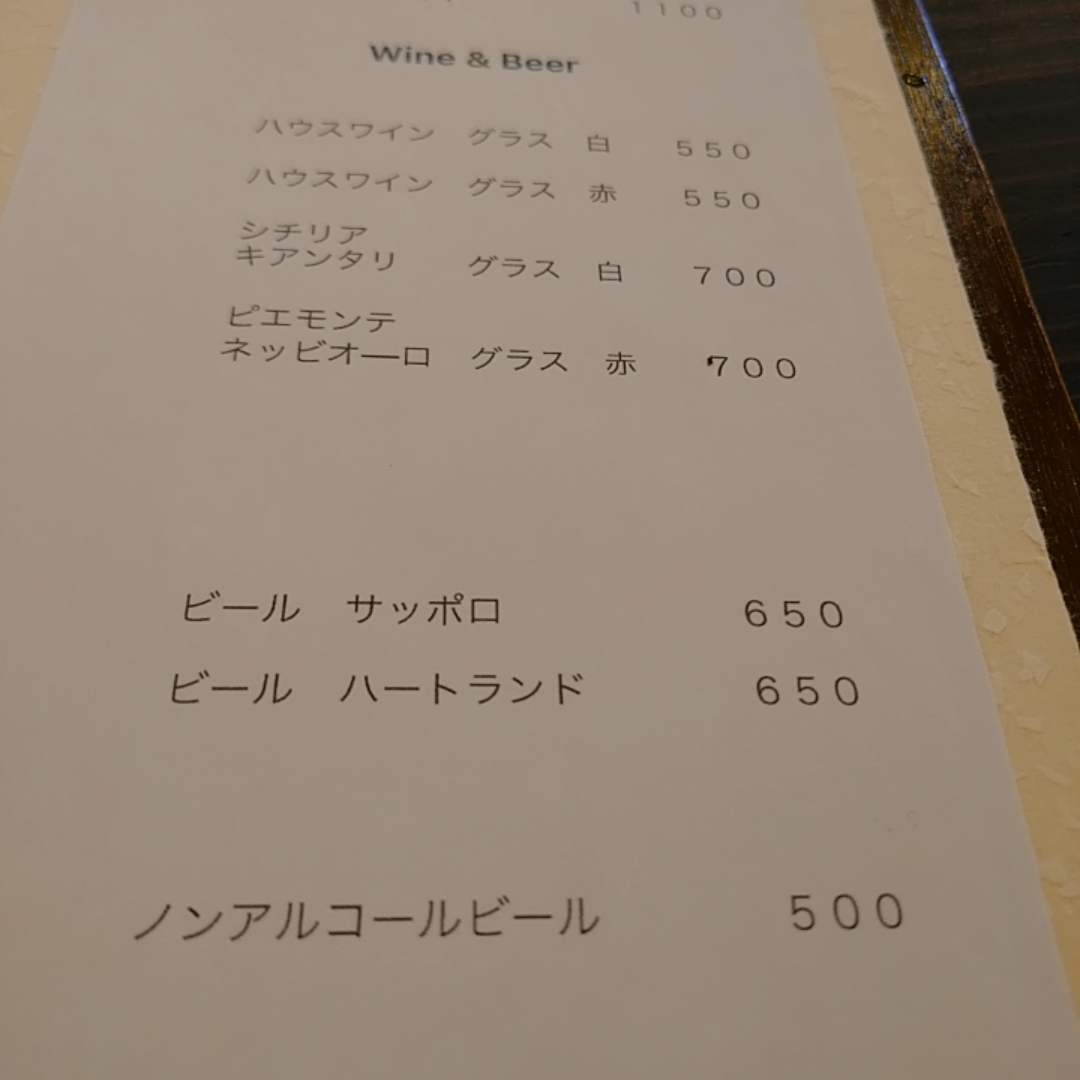 1100
Wine & Beer
ハウスワイン グラス 白 550
ハウスワイン グラス 赤 550
シチリア
キアンタリ グラス 白 700
ピエモンテ
ネッビオーロ グラス 赤 700
ビール サッポロ 650
ビール ハートランド 650
ノンアルコールビール 500